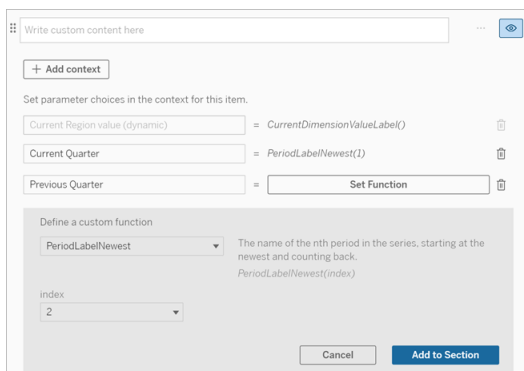 Write custom content here
+ Add context
Set parameter choices in the context for this item.
Current Region value (dynamic) = CurrentDimensionValueLabel()
Current Quarter = PeriodLabelNewest(1)
Previous Quarter = Set Function
Define a custom function
PeriodLabelNewest
The name of the nth period in the series, starting at the
newest and counting back.
PeriodLabelNewest(index)
index
2
Cancel Add to Section